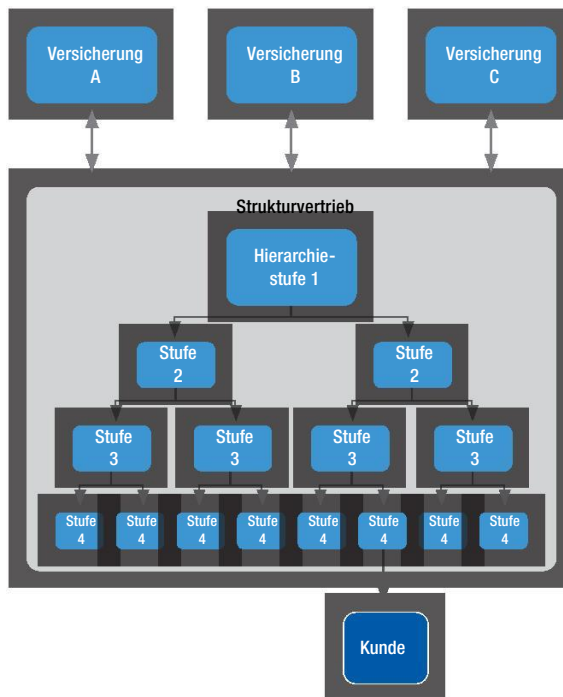 Versicherung
A
Versicherung
B
Versicherung
C
Strukturvertrieb
Hierarchie-
stufe 1
Stufe
2
Stufe
2
Stufe
3
Stufe
3
Stufe
3
Stufe
3
Stufe
4
Stufe
4
Stufe
4
Stufe
4
Stufe
4
Stufe
4
Stufe
4
Stufe
4
Kunde